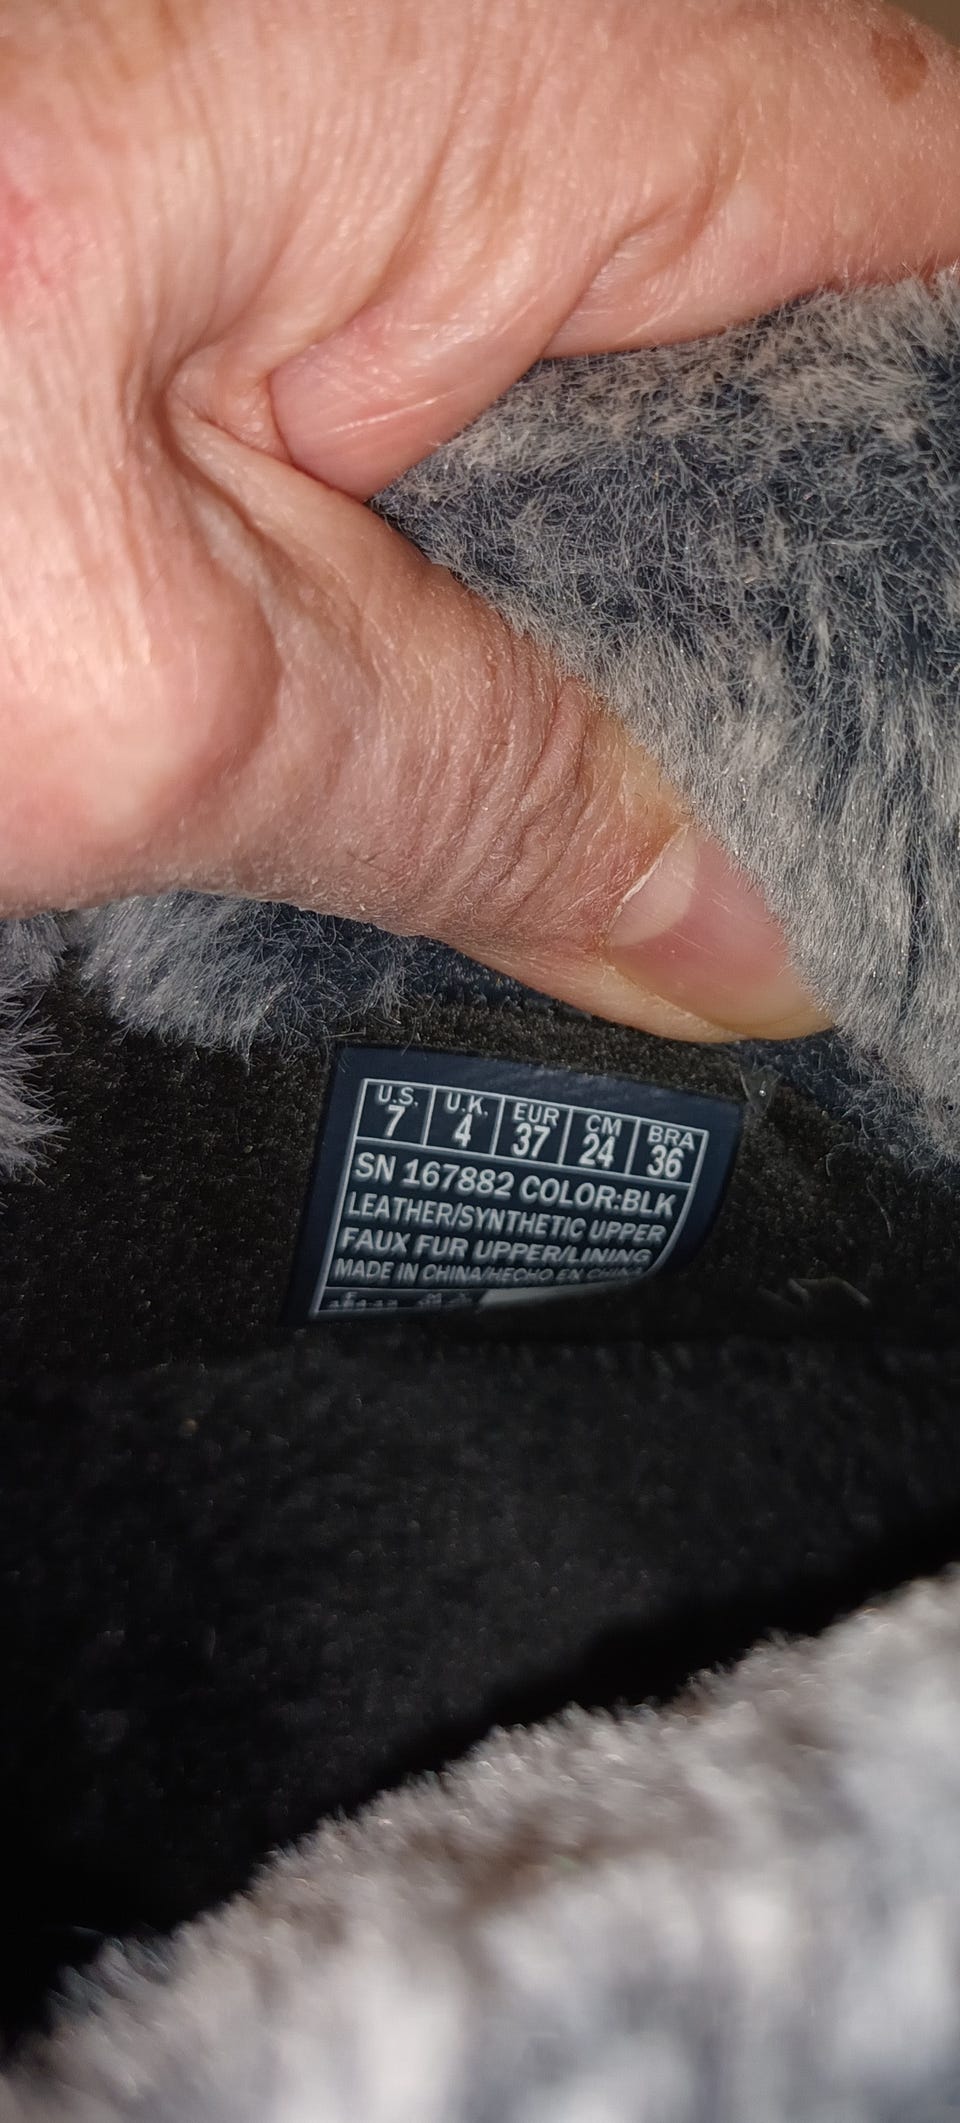 U.S. U.K. EUR CM BRA
7 4 37 24 36
SN 167882 COLOR:BLK
LEATHER/SYNTHETIC UPPER
FAUX FUR UPPER/LINING
MADE IN CHINA/HECHO EN CHINA